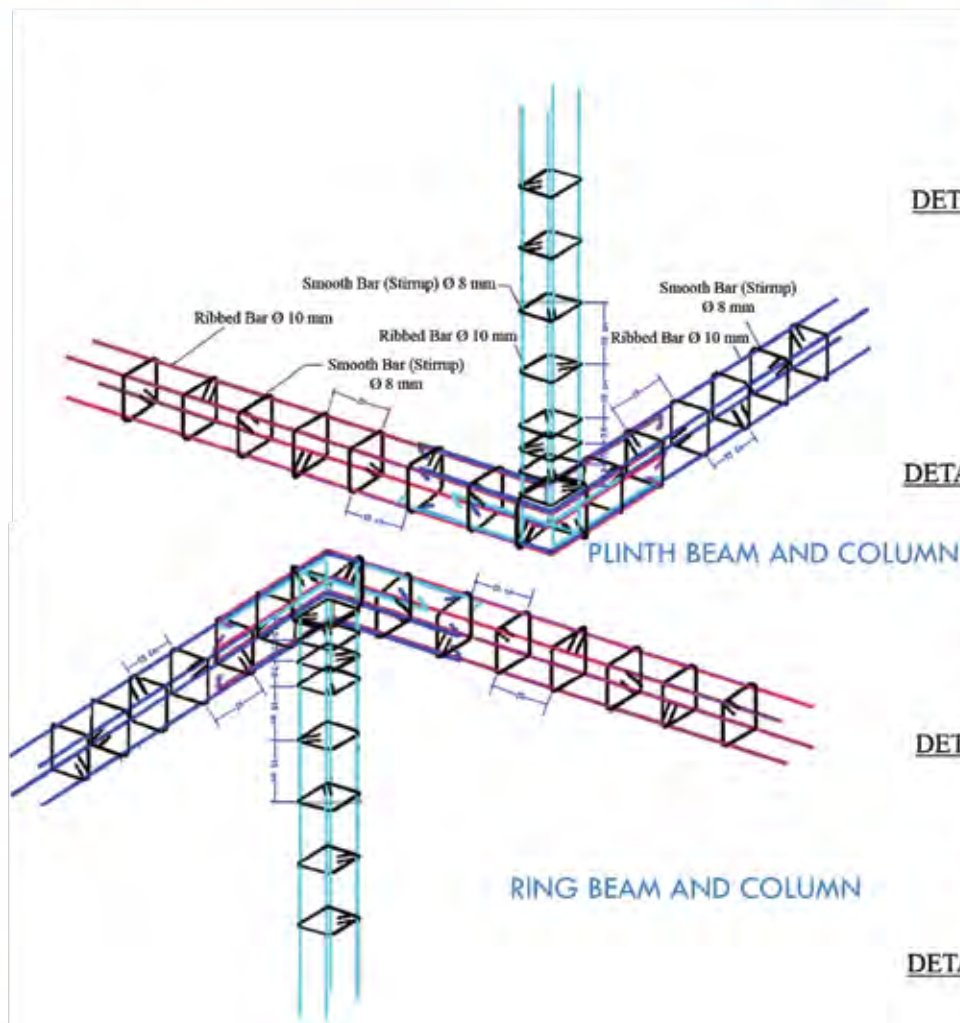 DET
Smooth Bar (Stirrup) Ø 8 mm
Smooth Bar (Stirrup)
Ø 8 mm
Ribbed Bar Ø 10 mm
Ribbed Bar Ø 10 mm
Ribbed Bar Ø 10 mm
Smooth Bar (Stirrup)
Ø 8 mm
DETA
PLINTH BEAM AND COLUMN
DET
RING BEAM AND COLUMN
DETA